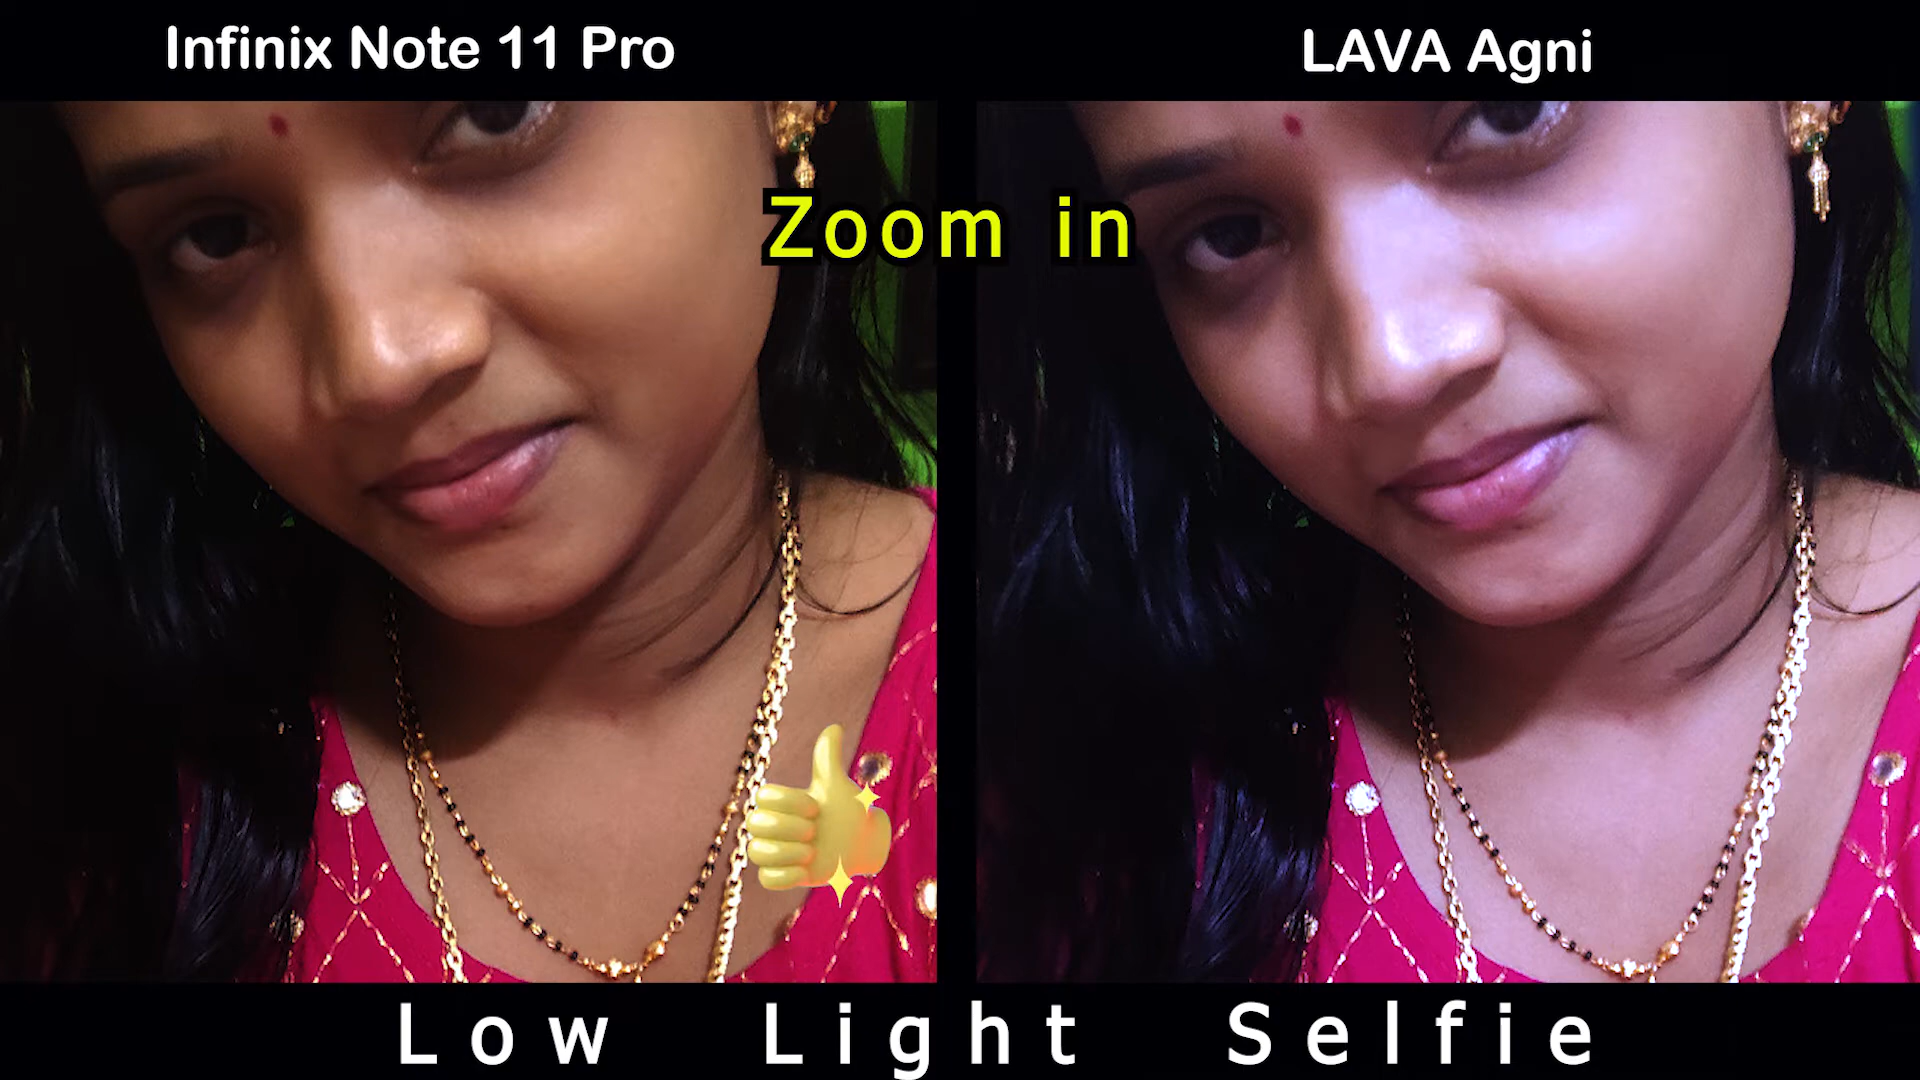 Infinix Note 11 Pro
LAVA Agni
Zoom in
Low Light Selfie